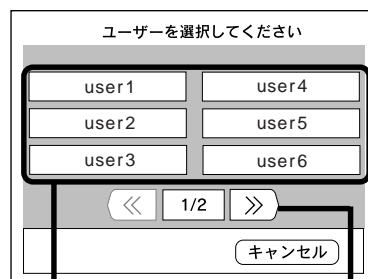 ユーザーを選択してください
user1 user4
user2 user5
user3 user6
≪ 1/2 ≫
キャンセル